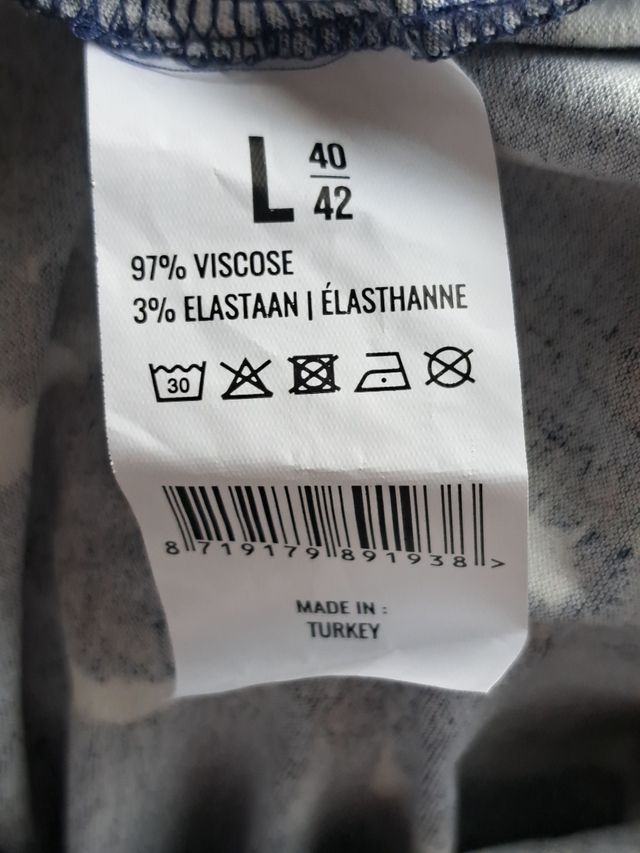 L 40
42
97% VISCOSE
3% ELASTAAN | ÉLASTHANNE
30
8 719179 891938 >
MADE IN :
TURKEY